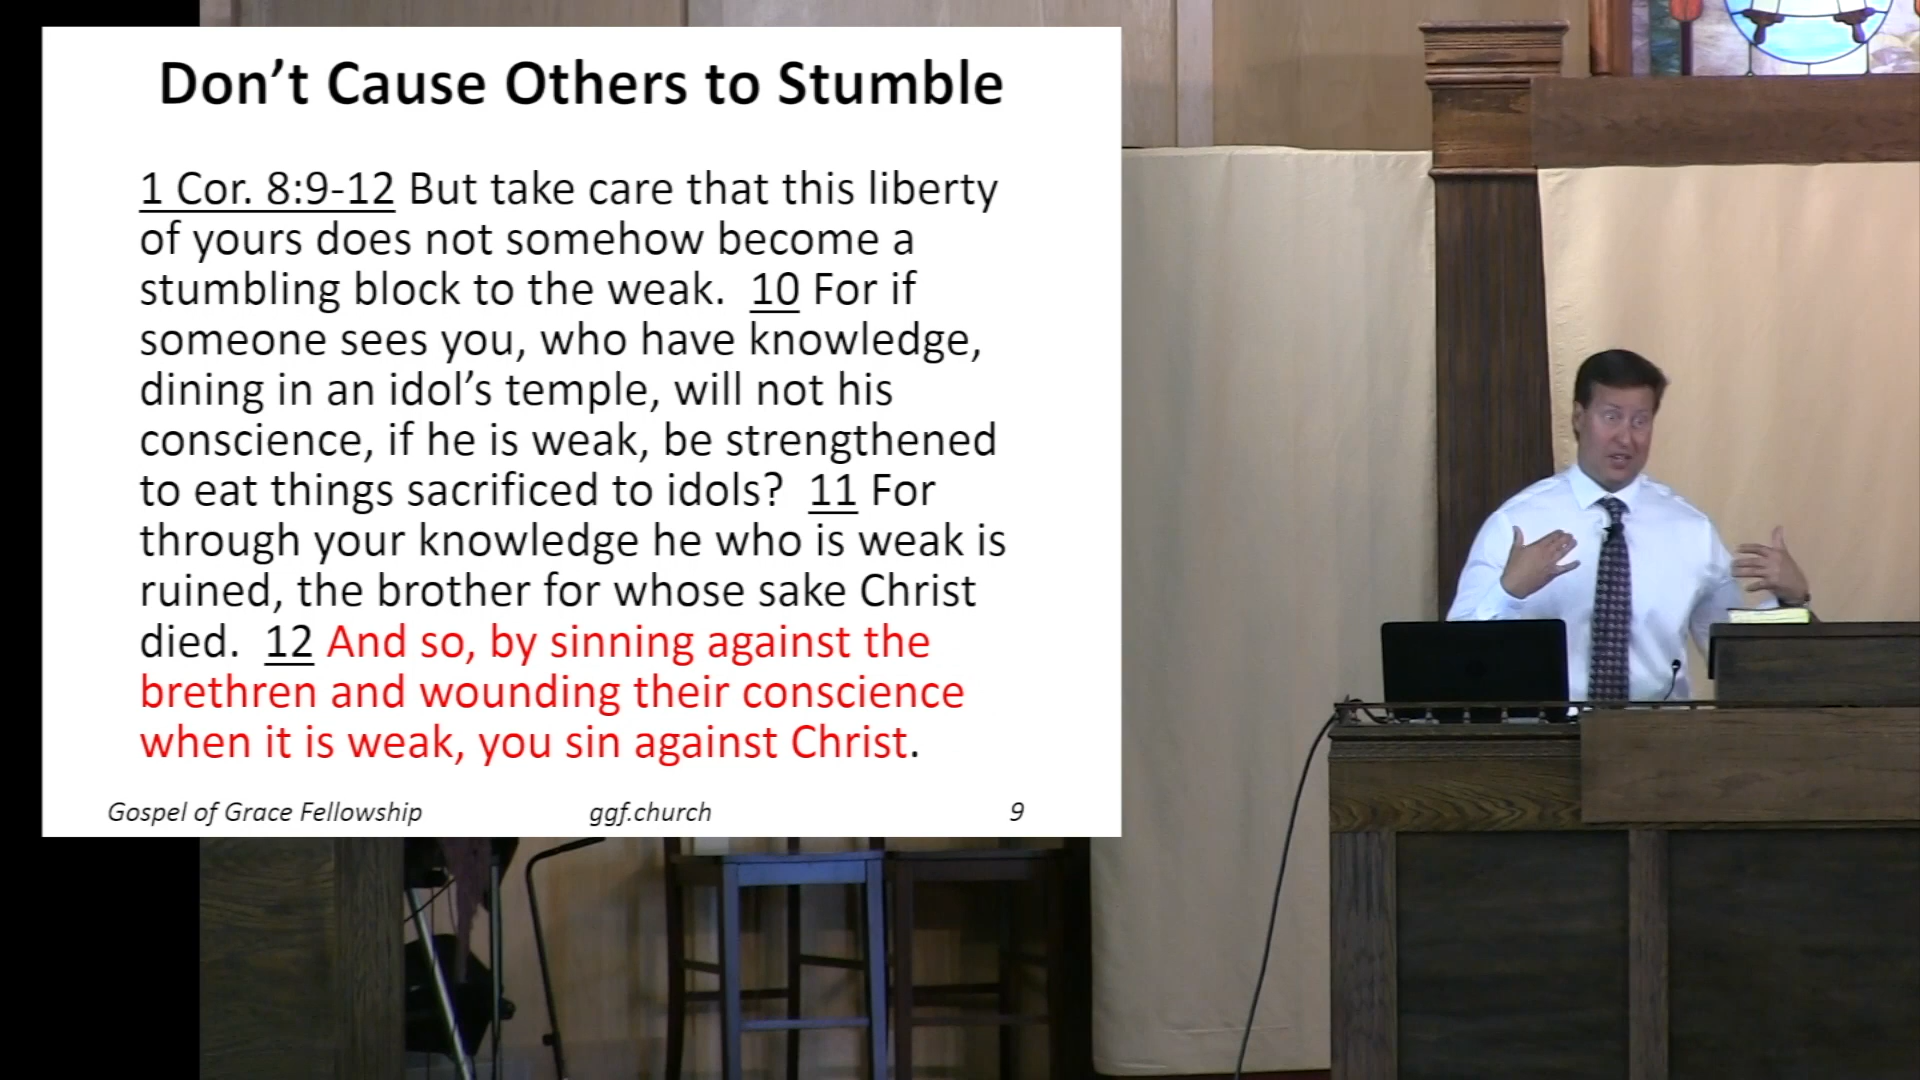 Don’t Cause Others to Stumble
1 Cor. 8:9-12 But take care that this liberty
of yours does not somehow become a
stumbling block to the weak.  10 For if
someone sees you, who have knowledge,
dining in an idol’s temple, will not his
conscience, if he is weak, be strengthened
to eat things sacrificed to idols?  11 For
through your knowledge he who is weak is
ruined, the brother for whose sake Christ
died.  12 And so, by sinning against the
brethren and wounding their conscience
when it is weak, you sin against Christ.
Gospel of Grace Fellowship ggf.church 9